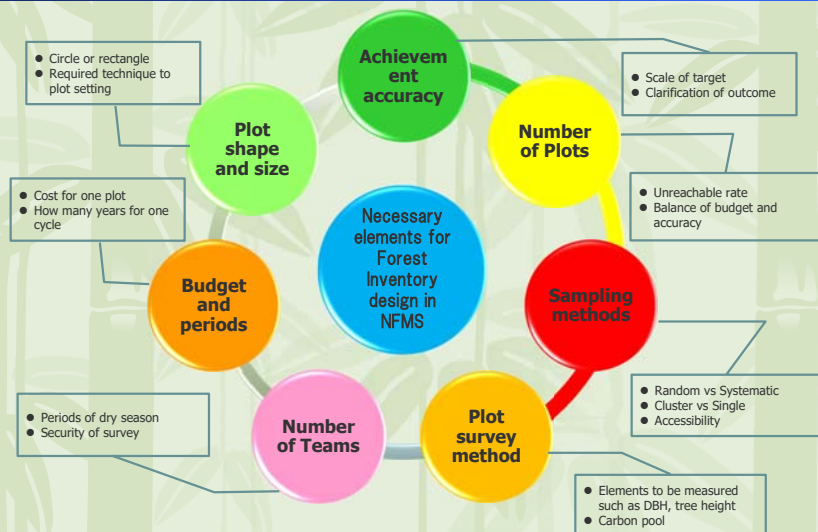 Achievem
ent
accuracy
● Scale of target
● Clarification of outcome
Number
of Plots
● Unreachable rate
● Balance of budget and
accuracy
Sampling
methods
● Random vs Systematic
● Cluster vs Single
● Accessibility
Plot
survey
method
● Elements to be measured
such as DBH, tree height
● Carbon pool
Number
of Teams
● Periods of dry season
● Security of survey
Budget
and
periods
● Cost for one plot
● How many years for one
cycle
Plot
shape
and size
● Circle or rectangle
● Required technique to
plot setting
Necessary
elements for
Forest
Inventory
design in
NFMS